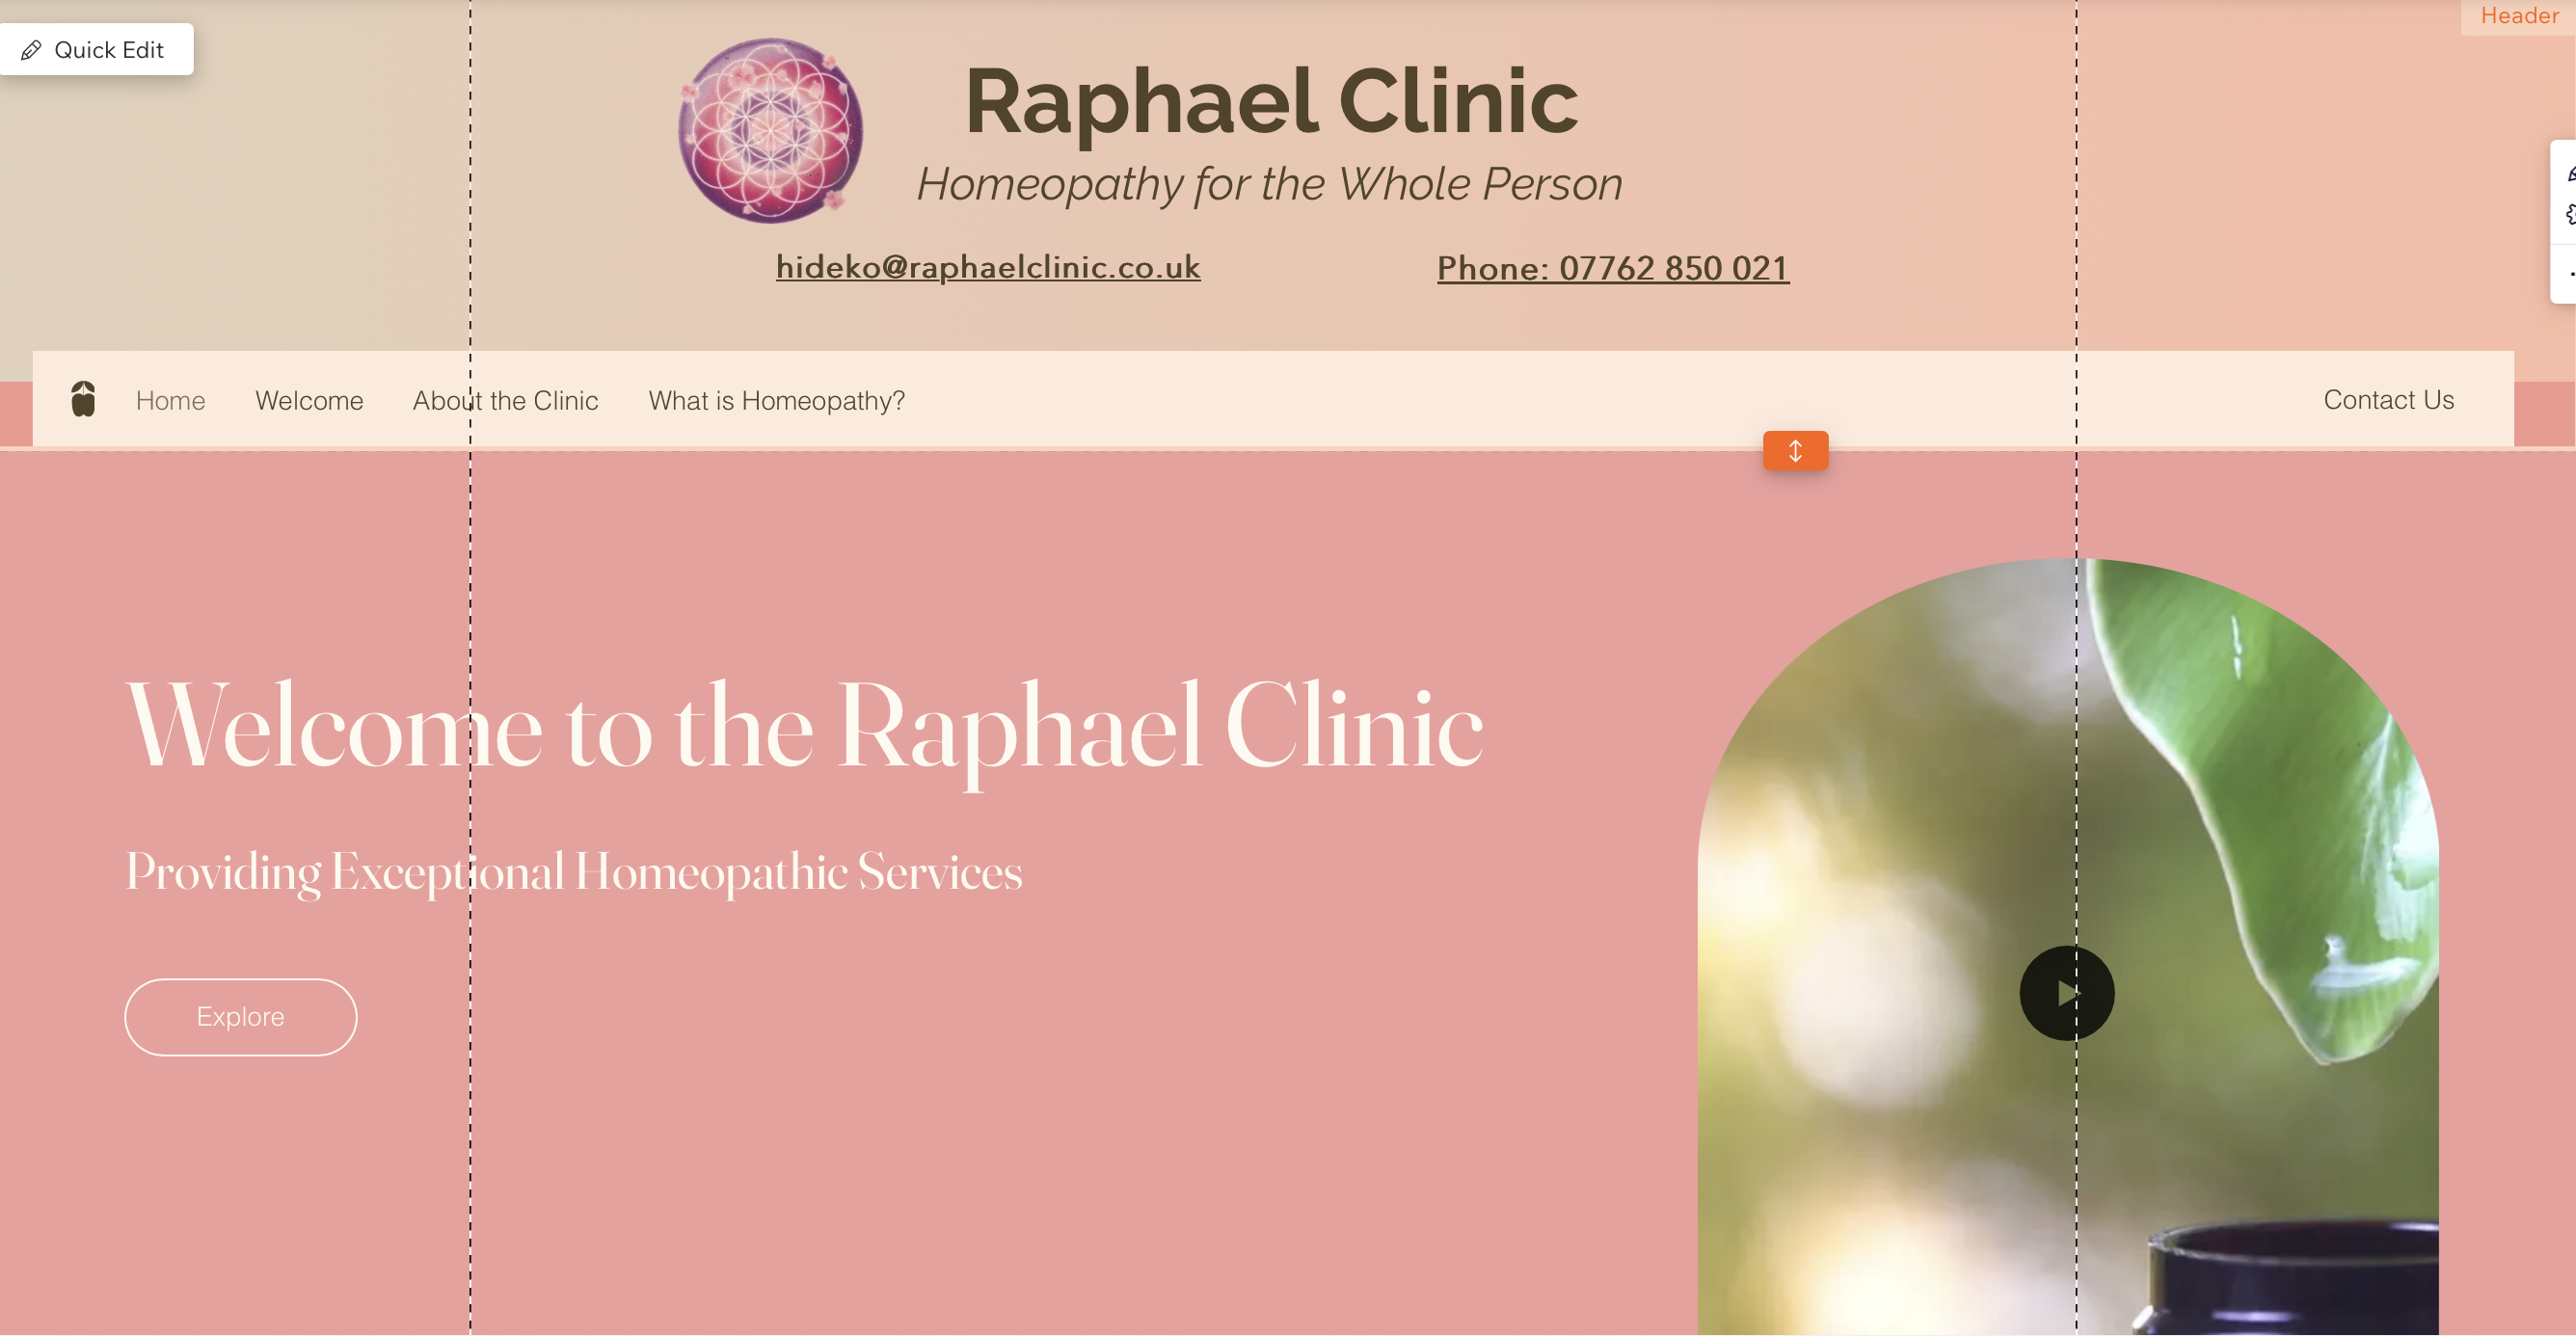 Header
Quick Edit
Raphael Clinic
Homeopathy for the Whole Person
hideko@raphaelclinic.co.uk
Phone: 07762 850 021
Home
Welcome
About the Clinic
What is Homeopathy?
Contact Us
Welcome to the Raphael Clinic
Providing Exceptional Homeopathic Services
Explore